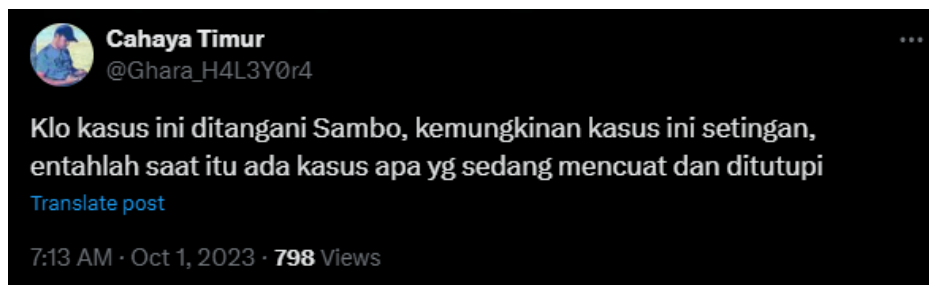 Cahaya Timur
@Ghara_H4L3Y0r4
Klo kasus ini ditangani Sambo, kemungkinan kasus ini setingan,
entahlah saat itu ada kasus apa yg sedang mencuat dan ditutupi
Translate post
7:13 AM · Oct 1, 2023 · 798 Views